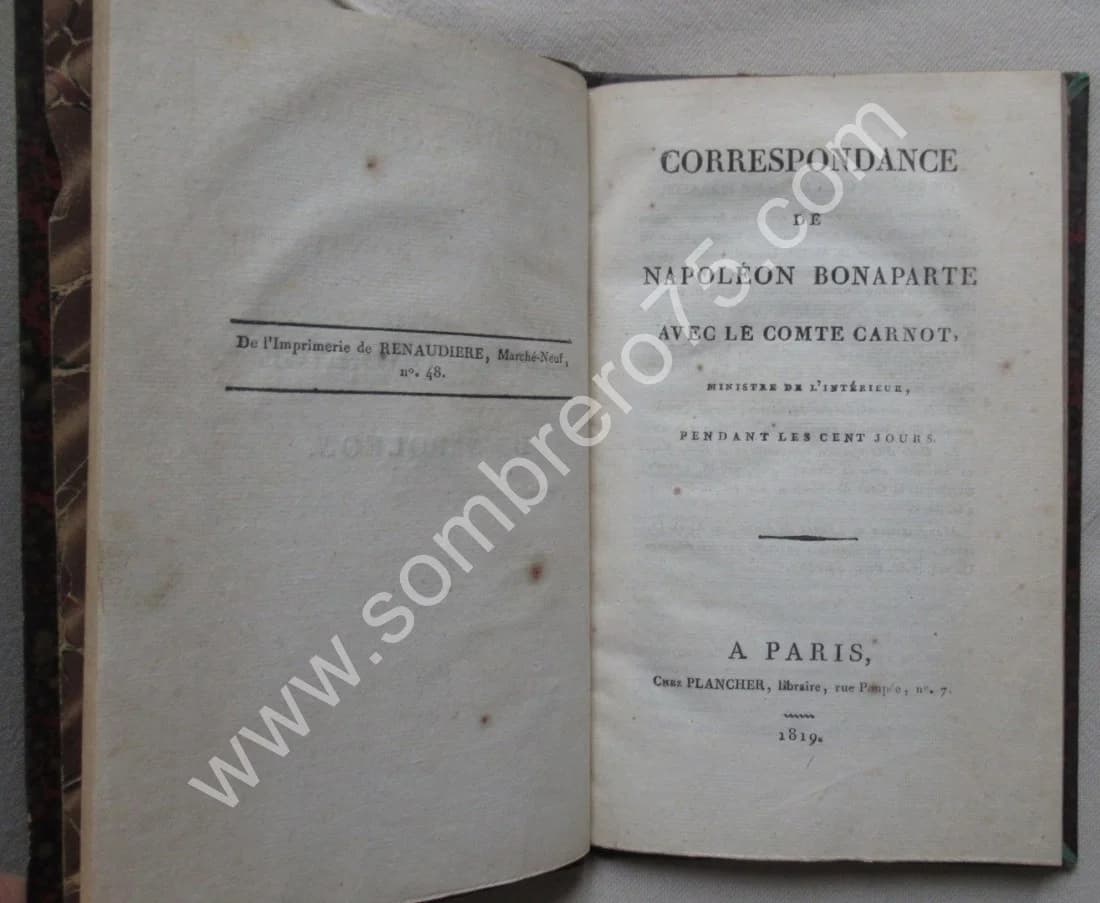 De l'Imprimerie de RENAUDIERE, Marché-Neuf,
n°. 48.
CORRESPONDANCE
DE
NAPOLÉON BONAPARTE
AVEC LE COMTE CARNOT,
MINISTRE DE L'INTÉRIEUR,
PENDANT LES CENT JOURS.
A PARIS,
CHEZ PLANCHER, libraire, rue Poupée, n°. 7.
1819.
www.sombrero75.com